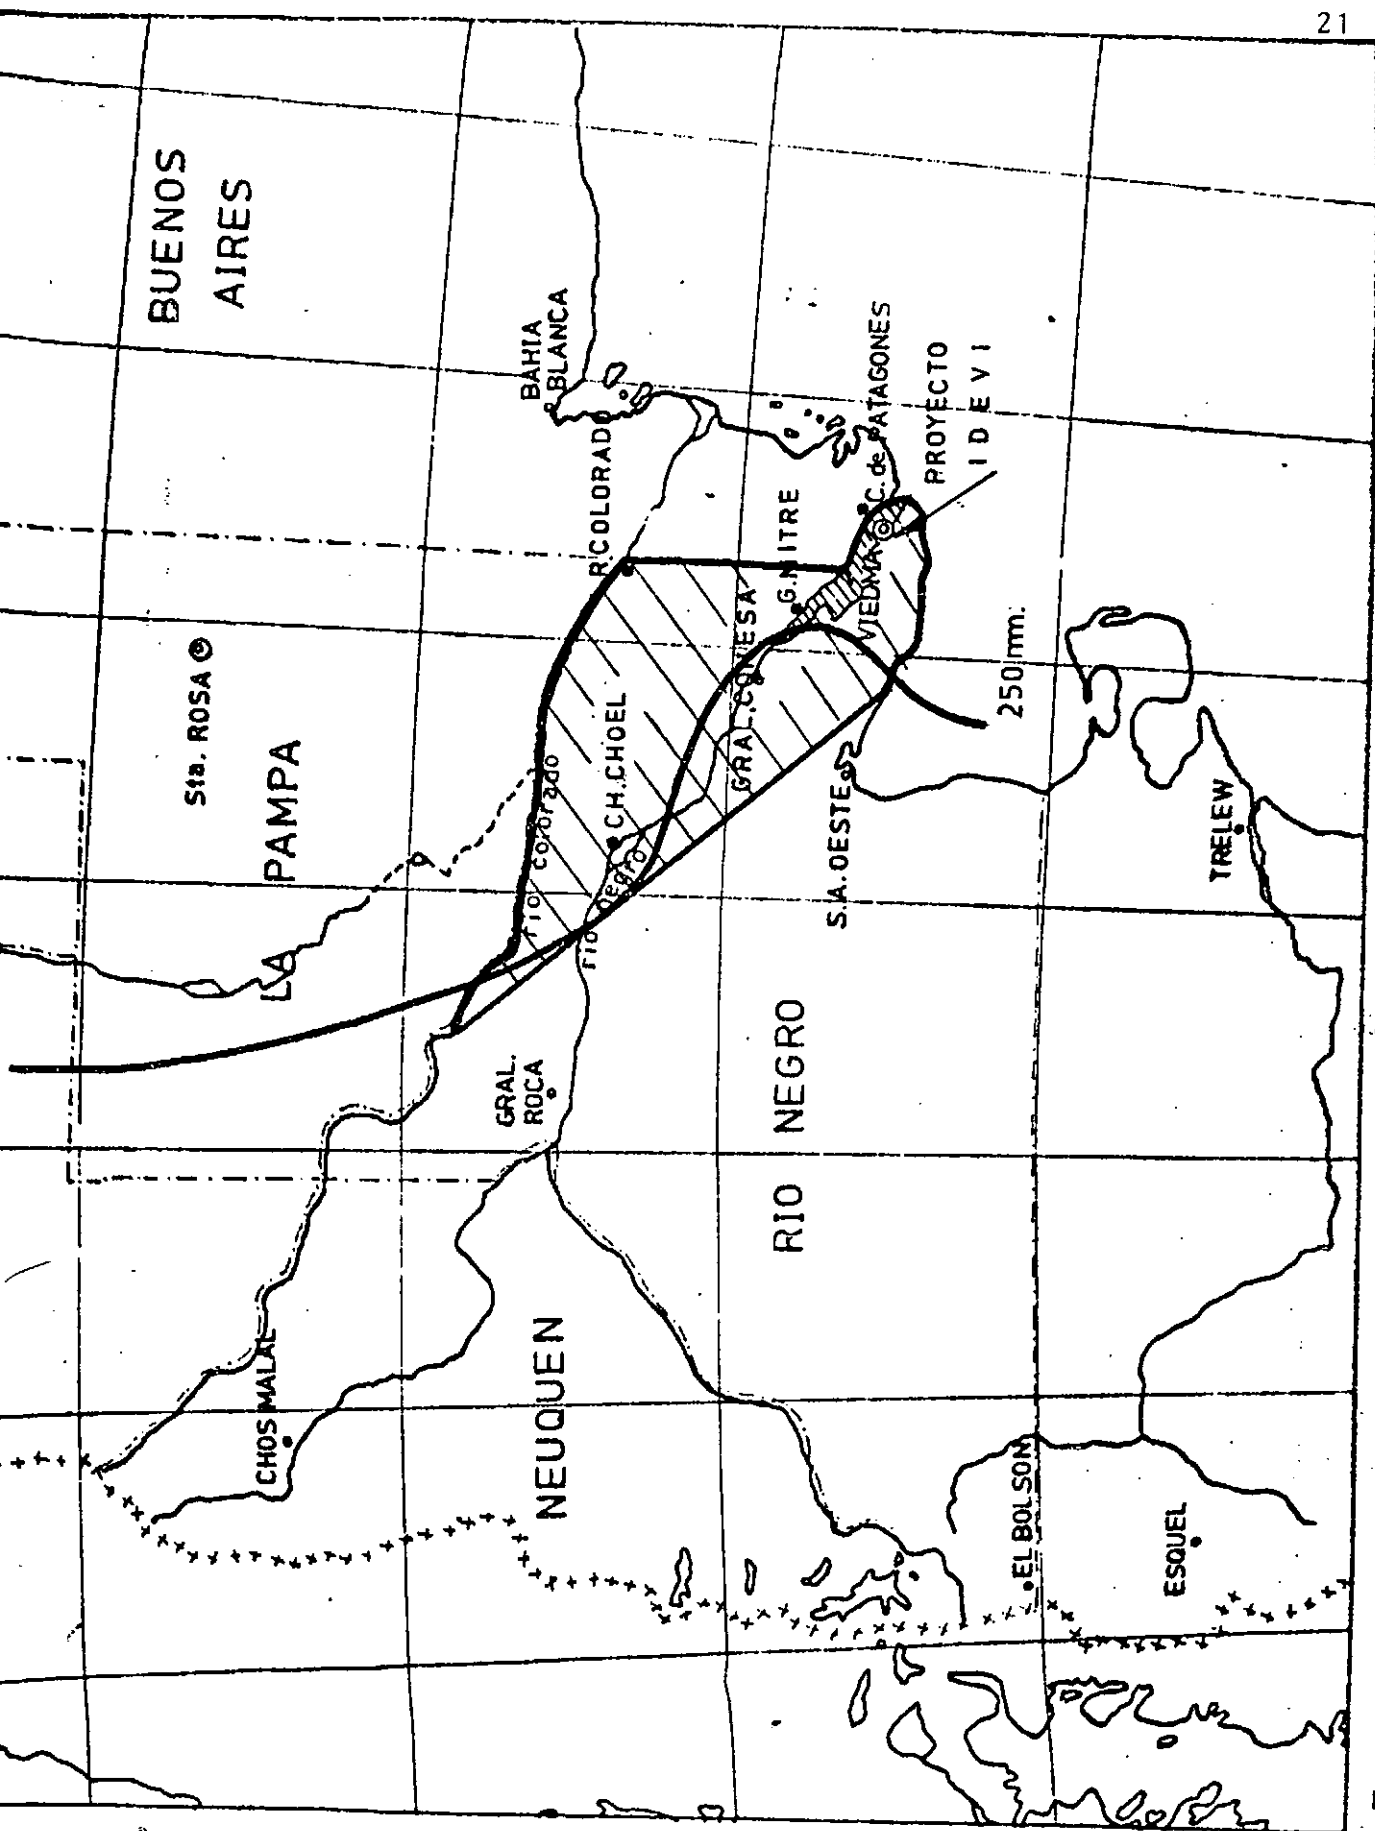 21
BUENOS
AIRES
BAHIA
BLANCA
R. COLORADO
C. de PATAGONES
PROYECTO
I D E V I
G. MITRE
VIEDMA
GRAL. CONESA
250 mm.
Sta. ROSA
LA PAMPA
rio colorado
CH. CHOEL
rio negro
S.A. OESTE
TRELEW
GRAL.
ROCA
RIO NEGRO
CHOS MALAL
NEUQUEN
EL BOLSON
ESQUEL